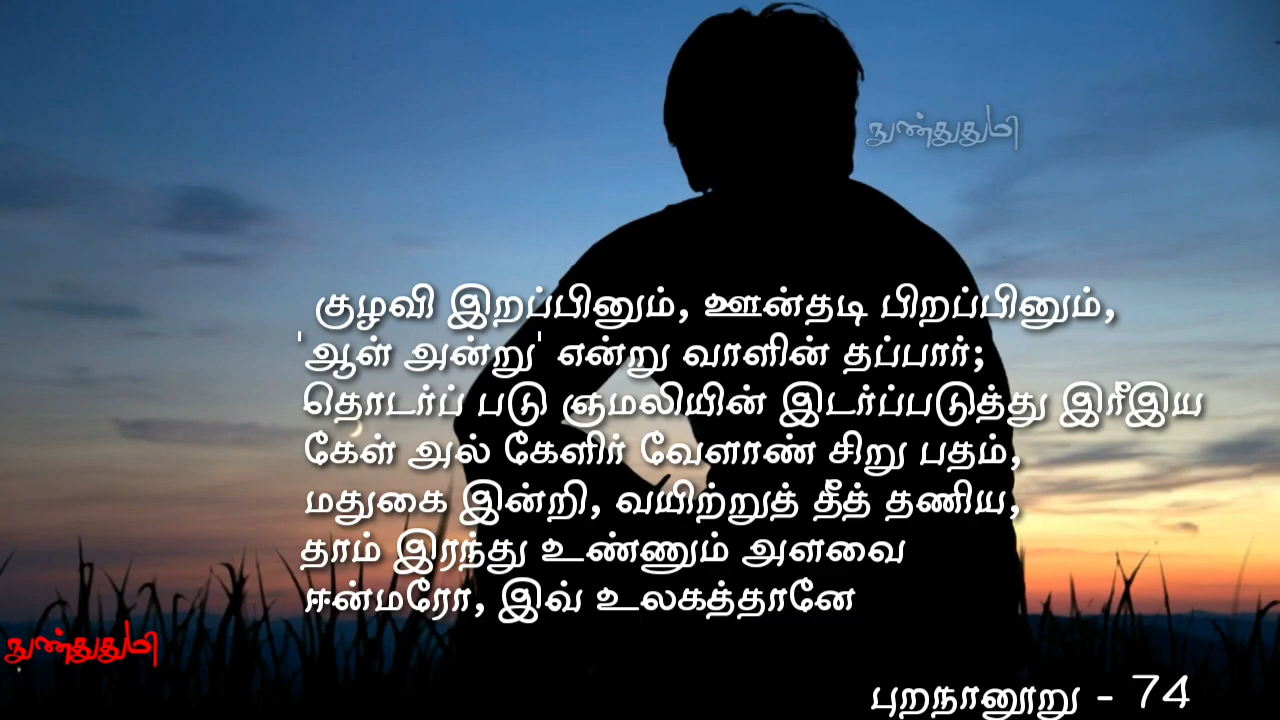 நுண்துதுமி
குழவி இறப்பினும், ஊன்தடி பிறப்பினும்,
'ஆள் அன்று' என்று வாளின் தப்பார்;
தொடர்ப் படு ஞமலியின் இடர்ப்படுத்து இரீஇய
கேள் அல் கேளிர் வேளாண் சிறு பதம்,
மதுகை இன்றி, வயிற்றுத் தீத் தணிய,
தாம் இரந்து உண்ணும் அளவை
ஈன்மரோ, இவ் உலகத்தானே
நுண்துதுமி
புறநானூறு - 74